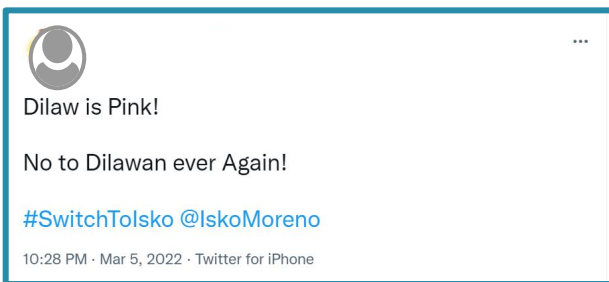 Dilaw is Pink!
No to Dilawan ever Again!
#SwitchToIsko @IskoMoreno
10:28 PM · Mar 5, 2022 · Twitter for iPhone